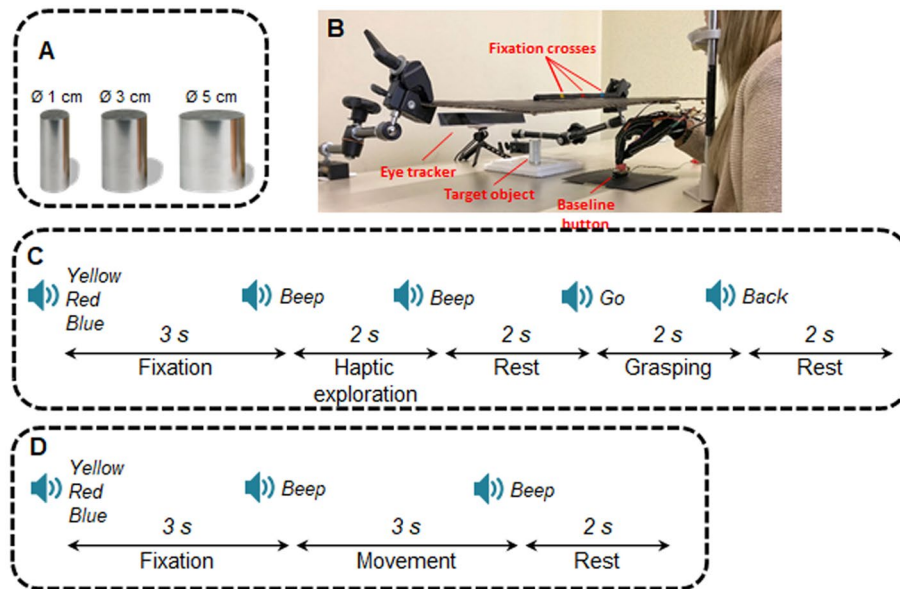 A
Ø 1 cm Ø 3 cm Ø 5 cm
B
Fixation crosses
Eye tracker
Target object
Baseline
button
C
Yellow
Red
Blue
Beep
Beep
Go
Back
3 s 2 s 2 s 2 s 2 s
Fixation Haptic Rest Grasping Rest
exploration
D
Yellow
Red
Blue
Beep
Beep
3 s 3 s 2 s
Fixation Movement Rest